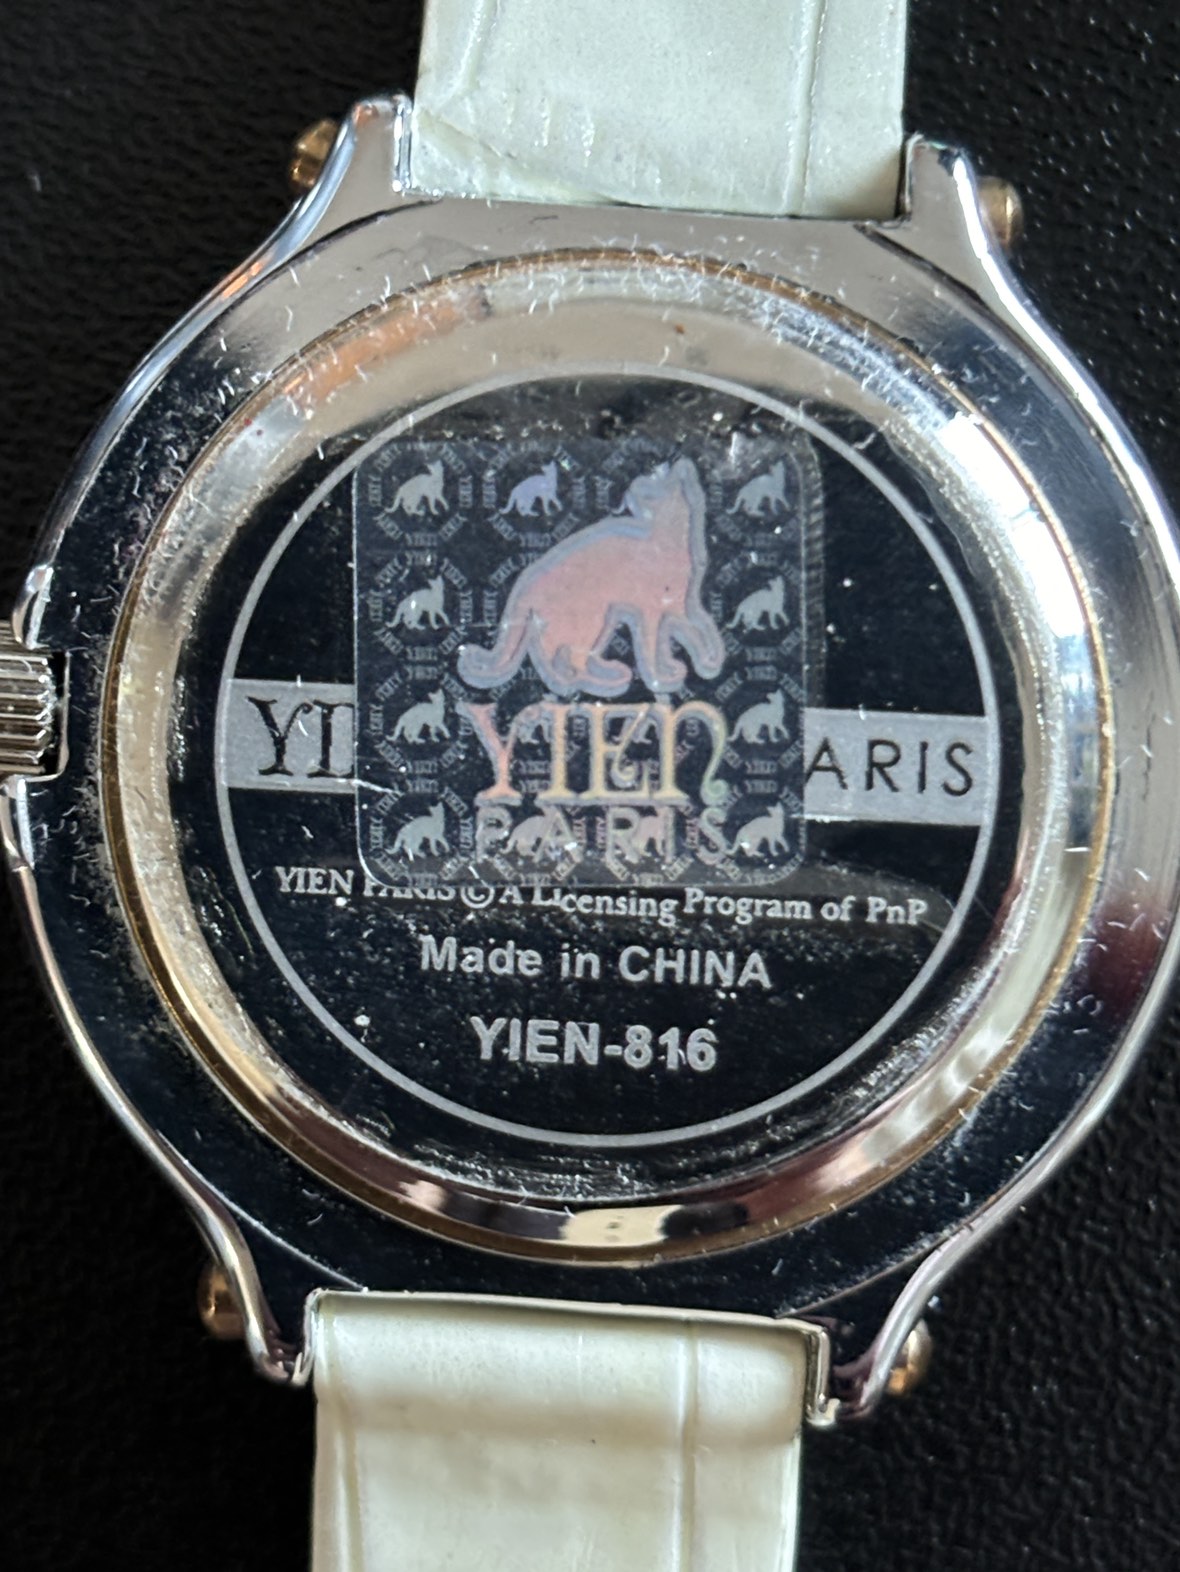 YIEN
PARIS
YI ARIS
YIEN PARIS © A Licensing Program of PnP
Made in CHINA
YIEN-816